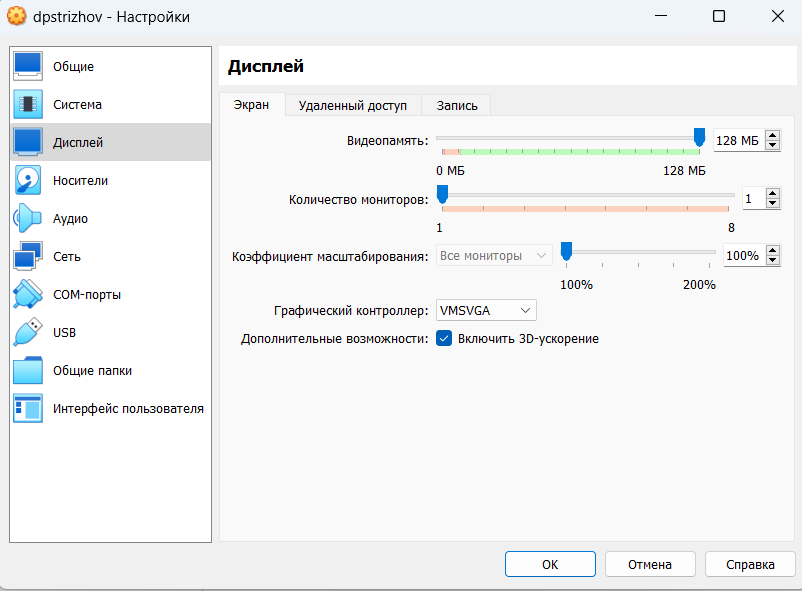 dpstrizhov - Настройки
Общие
Система
Дисплей
Носители
Аудио
Сеть
COM-порты
USB
Общие папки
Интерфейс пользователя
Дисплей
Экран Удаленный доступ Запись
Видеопамять: 128 МБ
0 МБ 128 МБ
Количество мониторов: 1
1 8
Коэффициент масштабирования: Все мониторы 100%
100% 200%
Графический контроллер: VMSVGA
Дополнительные возможности: Включить 3D-ускорение
OK Отмена Справка